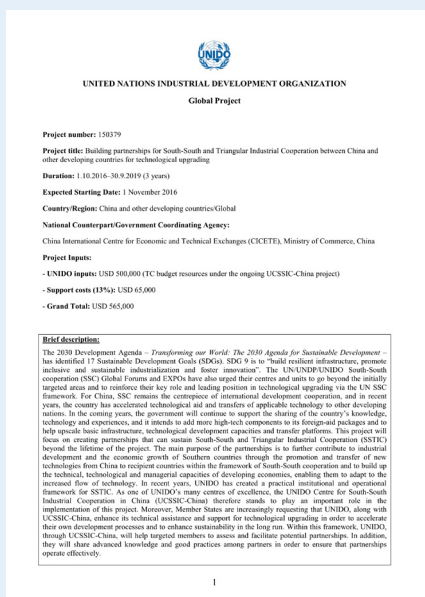 UNIDO
UNITED NATIONS INDUSTRIAL DEVELOPMENT ORGANIZATION
Global Project
Project number: 150379
Project title: Building partnerships for South-South and Triangular Industrial Cooperation between China and
other developing countries for technological upgrading
Duration: 1.10.2016–30.9.2019 (3 years)
Expected Starting Date: 1 November 2016
Country/Region: China and other developing countries/Global
National Counterpart/Government Coordinating Agency:
China International Centre for Economic and Technical Exchanges (CICETE), Ministry of Commerce, China
Project Inputs:
- UNIDO inputs: USD 500,000 (TC budget resources under the ongoing UCSSIC-China project)
- Support costs (13%): USD 65,000
- Grand Total: USD 565,000
Brief description:
The 2030 Development Agenda – Transforming our World: The 2030 Agenda for Sustainable Development –
has identified 17 Sustainable Development Goals (SDGs). SDG 9 is to “build resilient infrastructure, promote
inclusive and sustainable industrialization and foster innovation”. The UN/UNDP/UNIDO South-South
cooperation (SSC) Global Forums and EXPOs have also urged their centres and units to go beyond the initially
targeted areas and to reinforce their key role and leading position in technological upgrading via the UN SSC
framework. For China, SSC remains the centrepiece of international development cooperation, and in recent
years, the country has accelerated technological aid and transfers of applicable technology to other developing
nations. In the coming years, the government will continue to support the sharing of the country’s knowledge,
technology and experiences, and it intends to add more high-tech components to its foreign-aid packages and to
help upscale basic infrastructure, technological development capacities and transfer platforms. This project will
focus on creating partnerships that can sustain South-South and Triangular Industrial Cooperation (SSTIC)
beyond the lifetime of the project. The main purpose of the partnerships is to further contribute to industrial
development and the economic growth of Southern countries through the promotion and transfer of new
technologies from China to recipient countries within the framework of South-South cooperation and to build up
the technical, technological and managerial capacities of developing economies, enabling them to adapt to the
increased flow of technology. In recent years, UNIDO has created a practical institutional and operational
framework for SSTIC. As one of UNIDO’s many centres of excellence, the UNIDO Centre for South-South
Industrial Cooperation in China (UCSSIC-China) therefore plays an important role in the
implementation of this project. Moreover, Member States are increasingly requesting that UNIDO, along with
UCSSIC-China, enhance its technical assistance and support for technological upgrading in order to accelerate
their own development processes and to enhance sustainability in the long run. Within this framework, UNIDO,
through UCSSIC-China, will help targeted members to assess and facilitate potential partnerships. In addition,
they will share advanced knowledge and good practices among partners in order to ensure that partnerships
operate effectively.
1